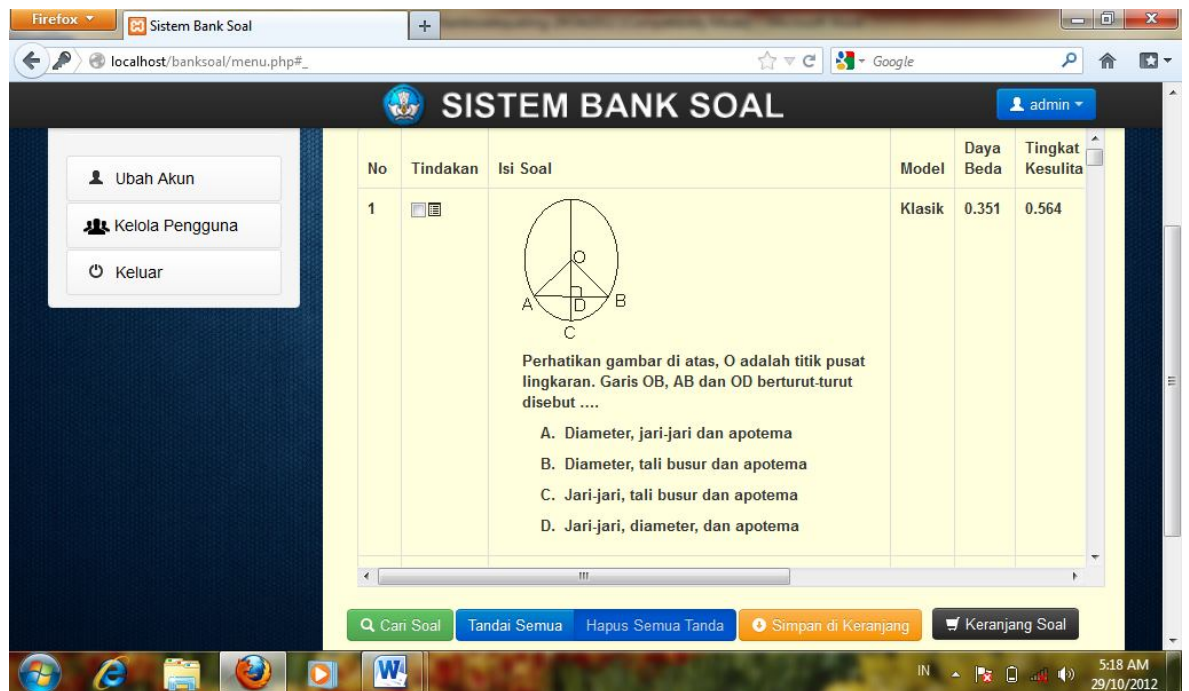 Firefox
Sistem Bank Soal
localhost/banksoal/menu.php#_
Google
SISTEM BANK SOAL
admin
Ubah Akun
Kelola Pengguna
Keluar
No Tindakan Isi Soal Model Daya Beda Tingkat Kesulita
1 Klasik 0.351 0.564
O
A D B
C
Perhatikan gambar di atas, O adalah titik pusat
lingkaran. Garis OB, AB dan OD berturut-turut
disebut ....
A. Diameter, jari-jari dan apotema
B. Diameter, tali busur dan apotema
C. Jari-jari, tali busur dan apotema
D. Jari-jari, diameter, dan apotema
Cari Soal Tandai Semua Hapus Semua Tanda Simpan di Keranjang Keranjang Soal
IN 5:18 AM
29/10/2012